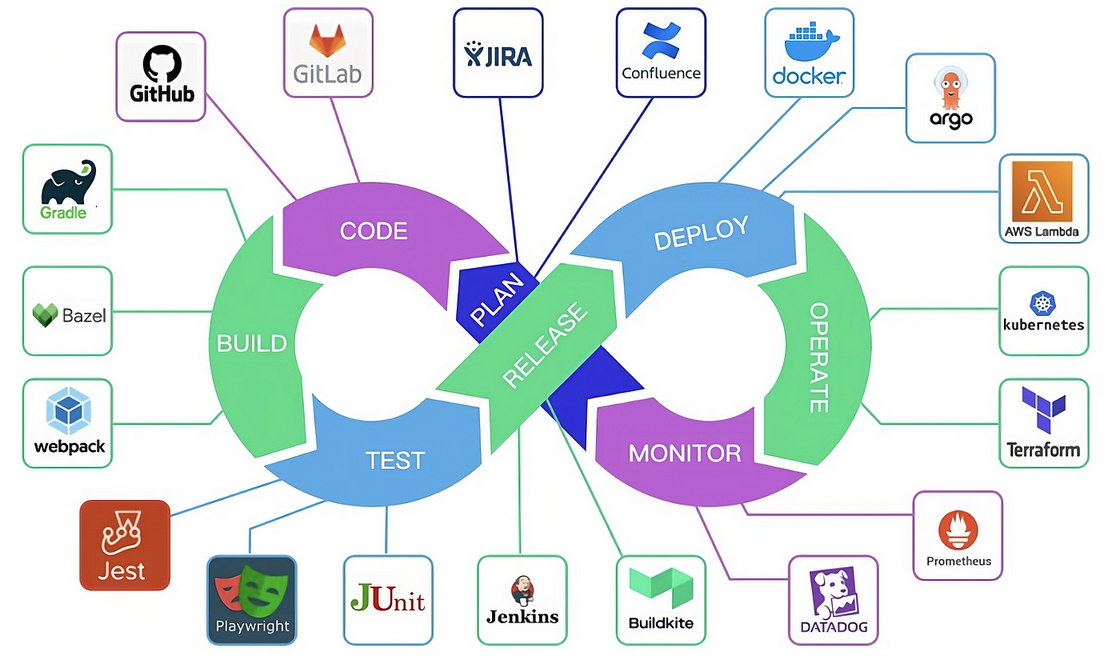 GitHub
GitLab
JIRA
Confluence
docker
argo
Gradle
AWS Lambda
CODE
DEPLOY
PLAN
RELEASE
Bazel
BUILD
OPERATE
kubernetes
webpack
Terraform
TEST
MONITOR
Jest
Playwright
JUnit
Jenkins
Buildkite
DATADOG
Prometheus